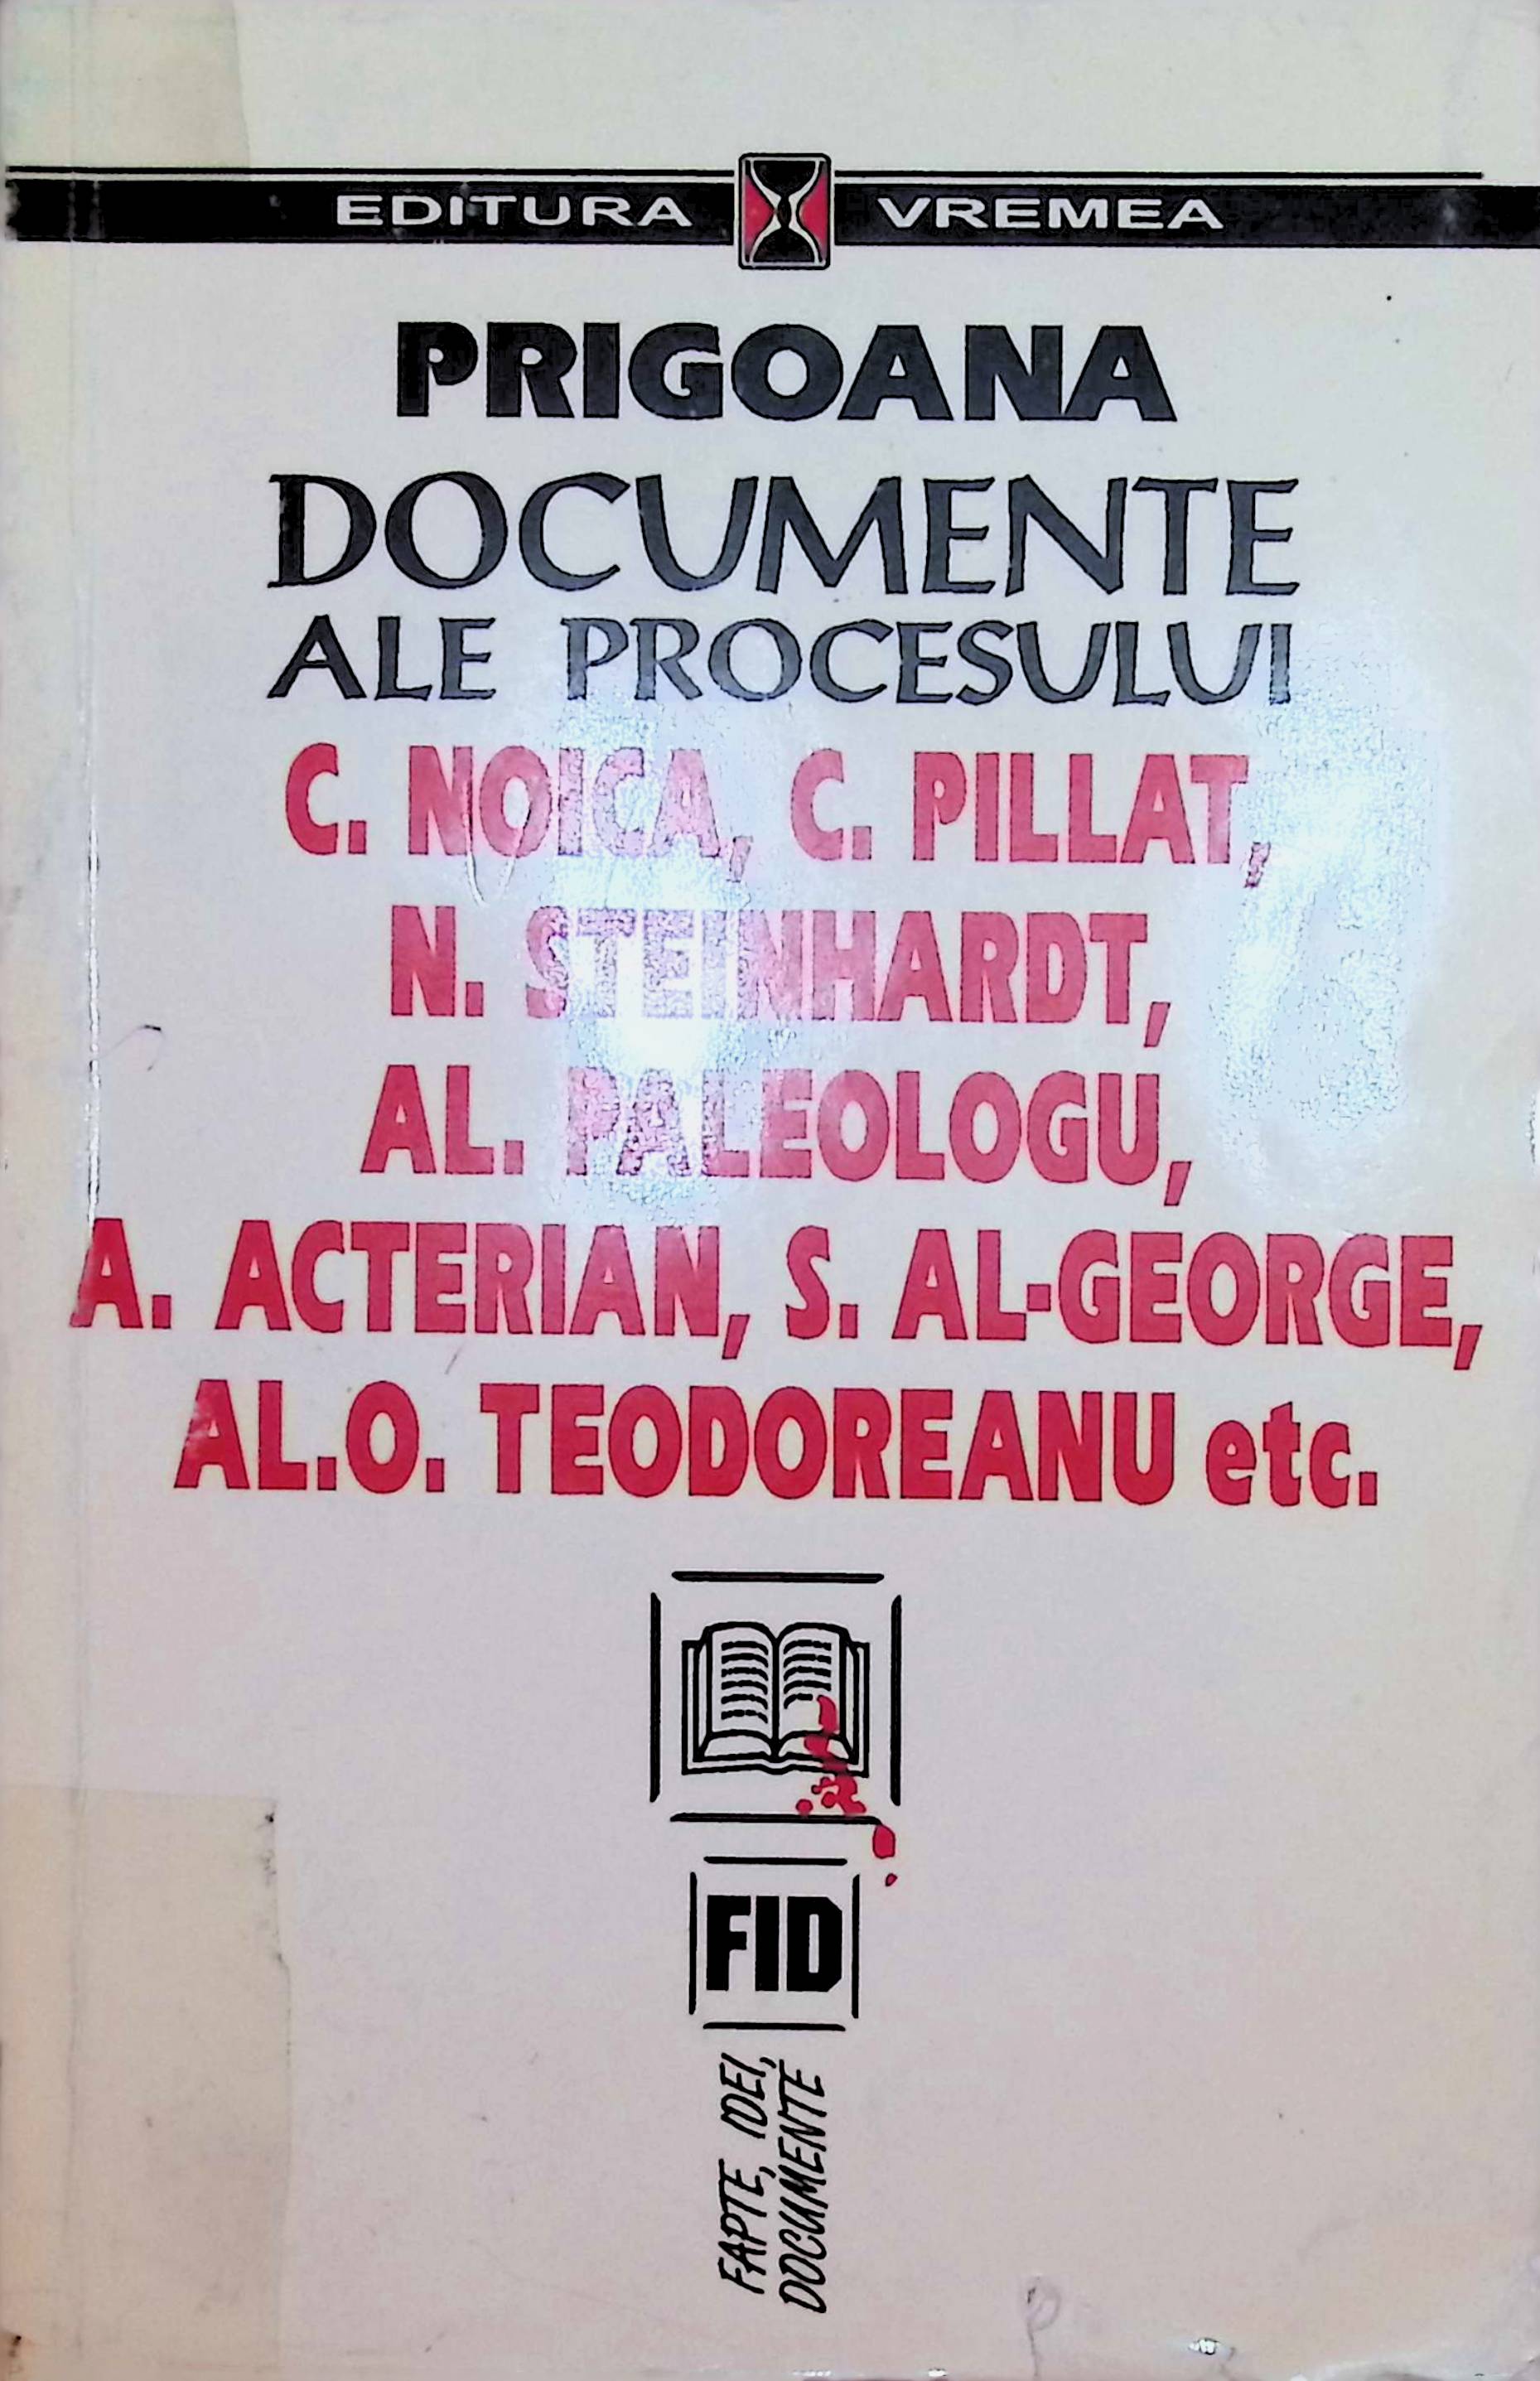 EDITURA VREMEA
PRIGOANA
DOCUMENTE
ALE PROCESULUI
C. NOICA, C. PILLAT,
N. STEINHARDT,
AL. PALEOLOGU,
A. ACTERIAN, S. AL-GEORGE,
AL.O. TEODOREANU etc.
FID
FAPTE, IDEI,
DOCUMENTE